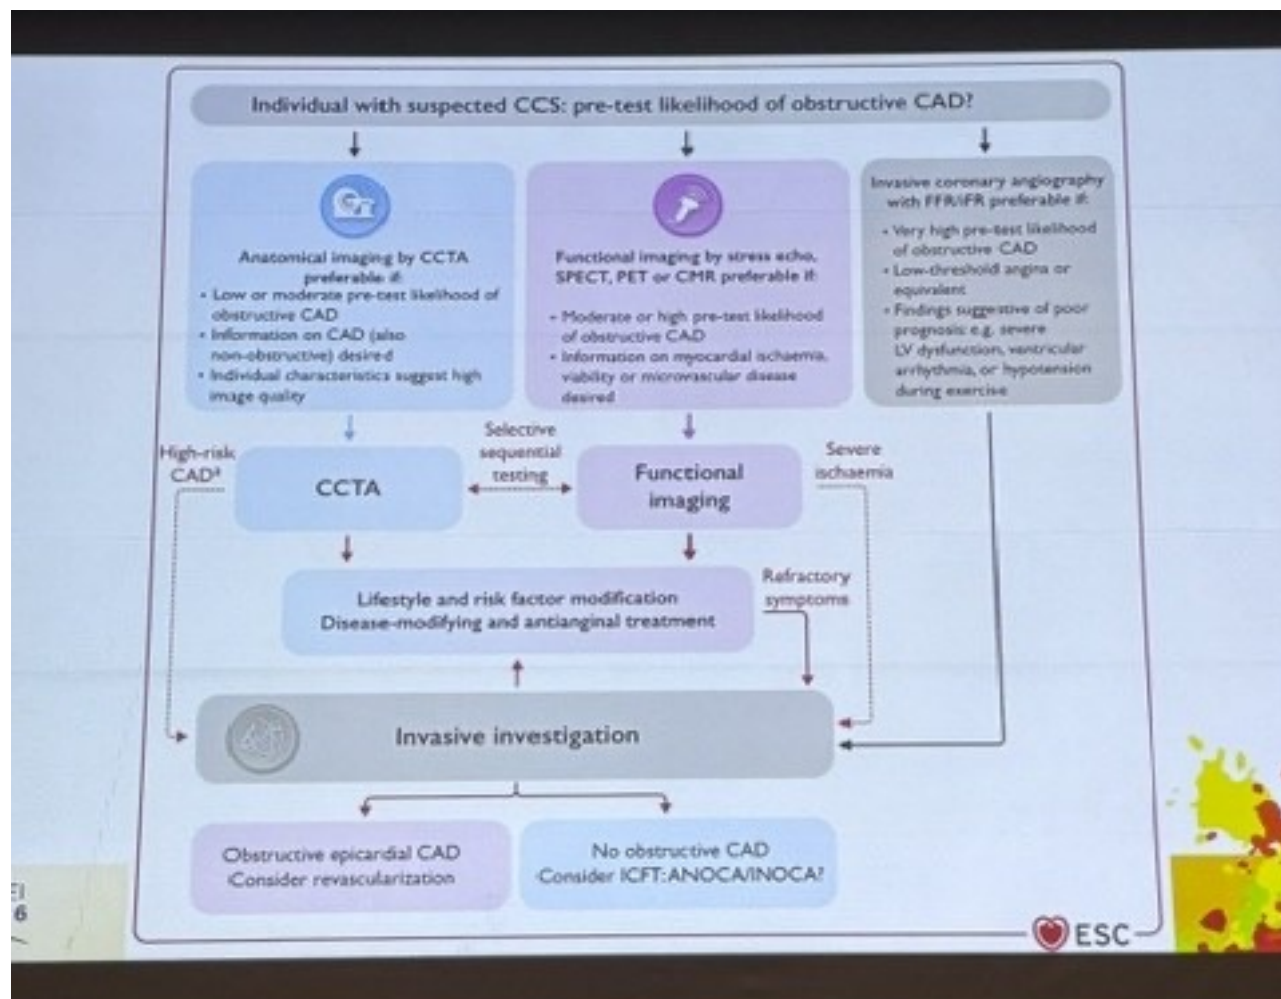 Individual with suspected CCS: pre-test likelihood of obstructive CAD?
Anatomical imaging by CCTA
preferable if:
• Low or moderate pre-test likelihood of
obstructive CAD
• Information on CAD (also
non-obstructive) desired
• Individual characteristics suggest high
image quality
Functional imaging by stress echo,
SPECT, PET or CMR preferable if:
• Moderate or high pre-test likelihood
of obstructive CAD
• Information on myocardial ischaemia,
viability or microvascular disease
desired
Invasive coronary angiography
with FFR/iFR preferable if:
• Very high pre-test likelihood
of obstructive CAD
• Low-threshold angina or
equivalent
• Findings suggestive of poor
prognosis: e.g. severe
LV dysfunction, ventricular
arrhythmia, or hypotension
during exercise
High-risk
CADᵃ
CCTA
Selective
sequential
testing
Functional
imaging
Severe
ischaemia
Lifestyle and risk factor modification
Disease-modifying and antianginal treatment
Refractory
symptoms
Invasive investigation
Obstructive epicardial CAD
Consider revascularization
No obstructive CAD
Consider ICFT: ANOCA/INOCA?
6
ESC